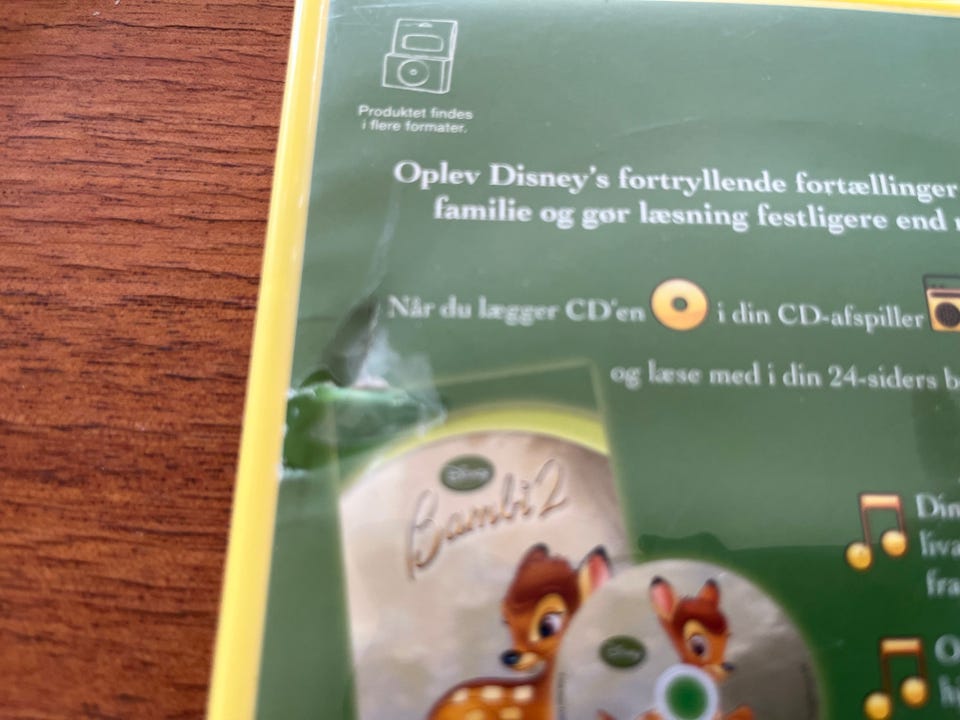 Produktet findes
i flere formater.
Oplev Disney's fortryllende fortællinger
familie og gør læsning festligere end
Når du lægger CD'en i din CD-afspiller
og læse med i din 24-siders
Disney
Bambi 2
Disney